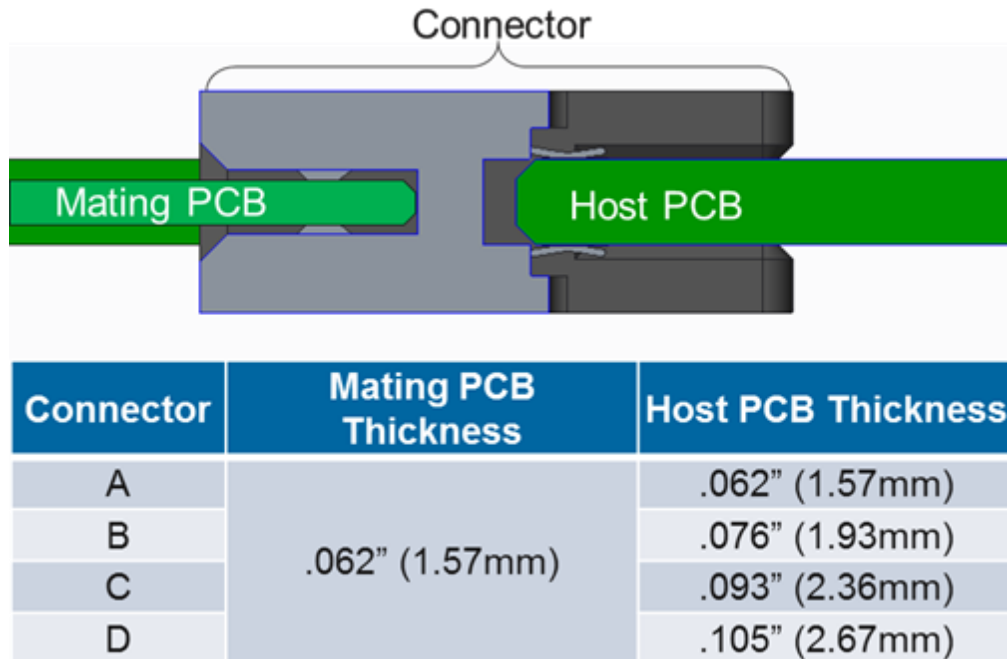 Connector
Mating PCB
Host PCB
Connector
Mating PCB
Thickness
Host PCB Thickness
A
.062” (1.57mm)
.062” (1.57mm)
B
.076” (1.93mm)
C
.093” (2.36mm)
D
.105” (2.67mm)